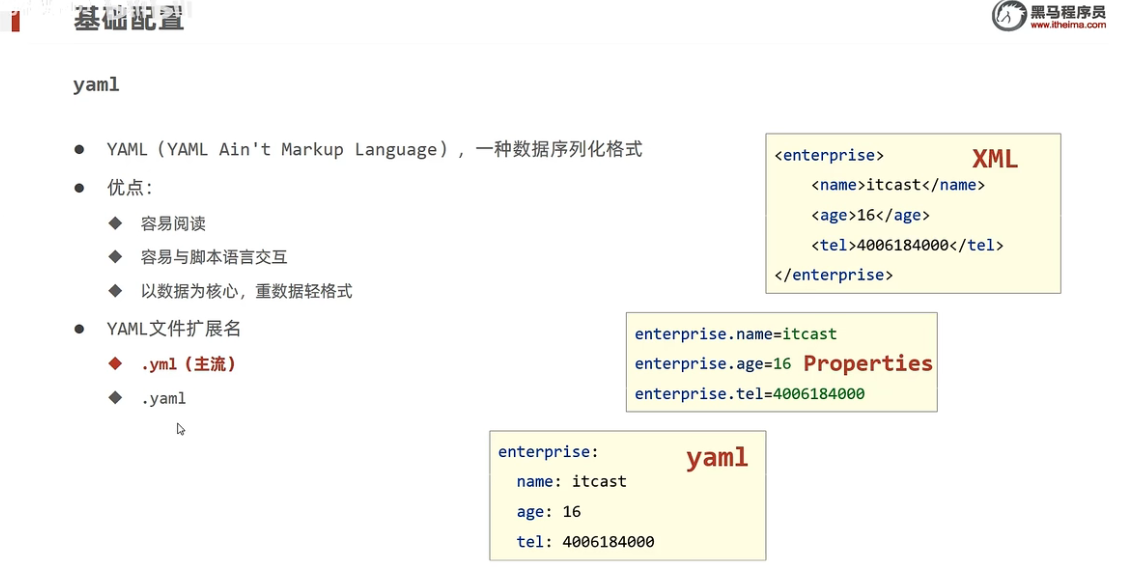 基础配置
黑马程序员
www.itheima.com
yaml
● YAML（YAML Ain't Markup Language），一种数据序列化格式
● 优点：
◆ 容易阅读
◆ 容易与脚本语言交互
◆ 以数据为核心，重数据轻格式
● YAML文件扩展名
◆ .yml（主流）
◆ .yaml
<enterprise>
XML
<name>itcast</name>
<age>16</age>
<tel>4006184000</tel>
</enterprise>
enterprise.name=itcast
enterprise.age=16 Properties
enterprise.tel=4006184000
enterprise:
yaml
name: itcast
age: 16
tel: 4006184000